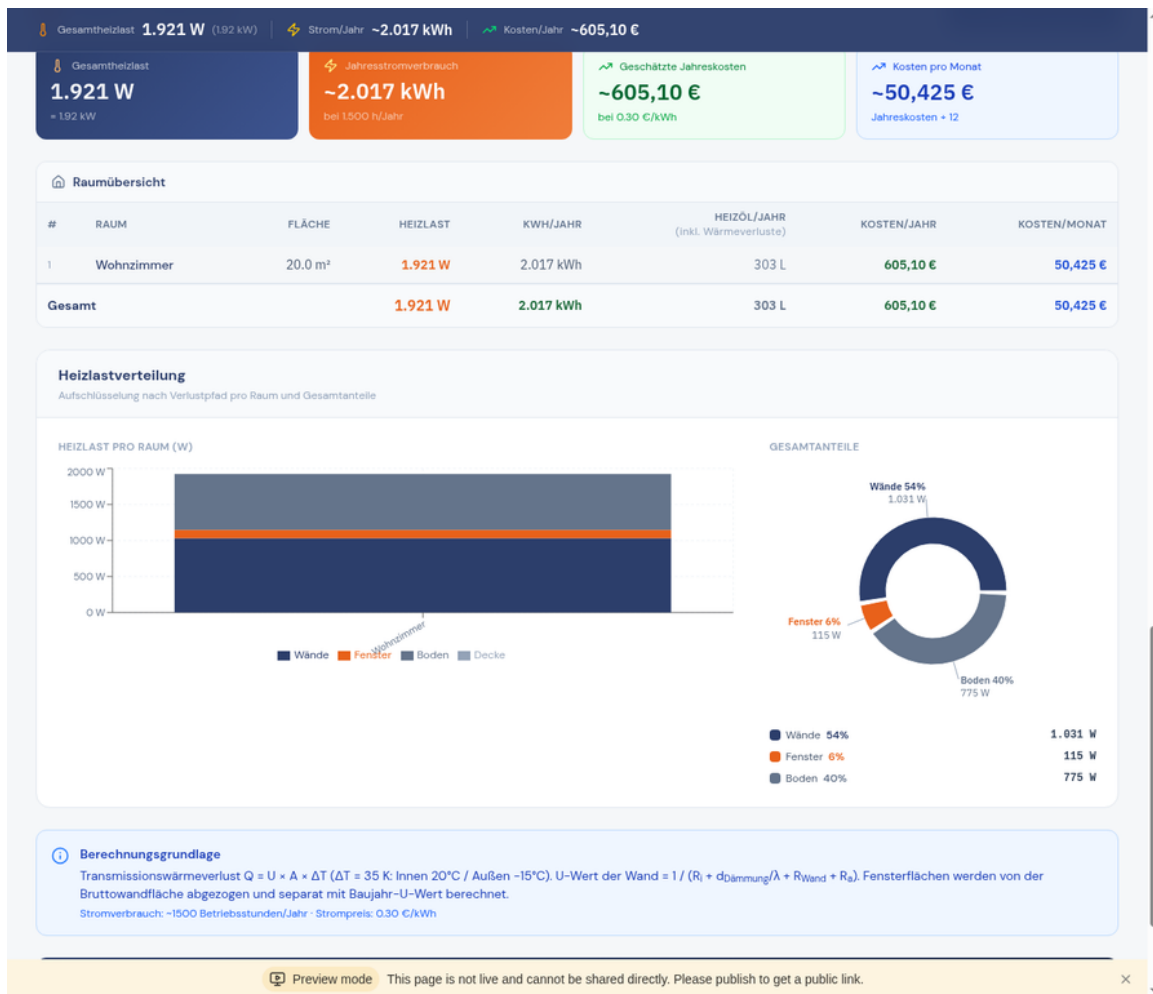 Gesamtheizlast 1.921 W (1.92 kW) Strom/Jahr ~2.017 kWh Kosten/Jahr ~605,10 €
Gesamtheizlast
1.921 W
= 1.92 kW
Jahresstromverbrauch
~2.017 kWh
bei 1.500 h/Jahr
Geschätzte Jahreskosten
~605,10 €
bei 0.30 €/kWh
Kosten pro Monat
~50,425 €
Jahreskosten ÷ 12
Raumübersicht
# RAUM FLÄCHE HEIZLAST KWH/JAHR HEIZÖL/JAHR KOSTEN/JAHR KOSTEN/MONAT
(inkl. Wärmeverluste)
1 Wohnzimmer 20.0 m² 1.921 W 2.017 kWh 303 L 605,10 € 50,425 €
Gesamt 1.921 W 2.017 kWh 303 L 605,10 € 50,425 €
Heizlastverteilung
Aufschlüsselung nach Verlustpfad pro Raum und Gesamtanteile
HEIZLAST PRO RAUM (W)
2000 W
1500 W
1000 W
500 W
0 W
Wohnzimmer
Wände Fenster Boden Decke
GESAMTANTEILE
Wände 54%
1.031 W
Fenster 6%
115 W
Boden 40%
775 W
Wände 54% 1.031 W
Fenster 6% 115 W
Boden 40% 775 W
Berechnungsgrundlage
Transmissionswärmeverlust Q = U × A × ΔT (ΔT = 35 K: Innen 20°C / Außen -15°C). U-Wert der Wand = 1 / (Ri + dDämmung/λ + RWand + Ra). Fensterflächen werden von der
Bruttowandfläche abgezogen und separat mit Baujahr-U-Wert berechnet.
Stromverbrauch: ~1500 Betriebsstunden/Jahr · Strompreis: 0.30 €/kWh
Preview mode This page is not live and cannot be shared directly. Please publish to get a public link.